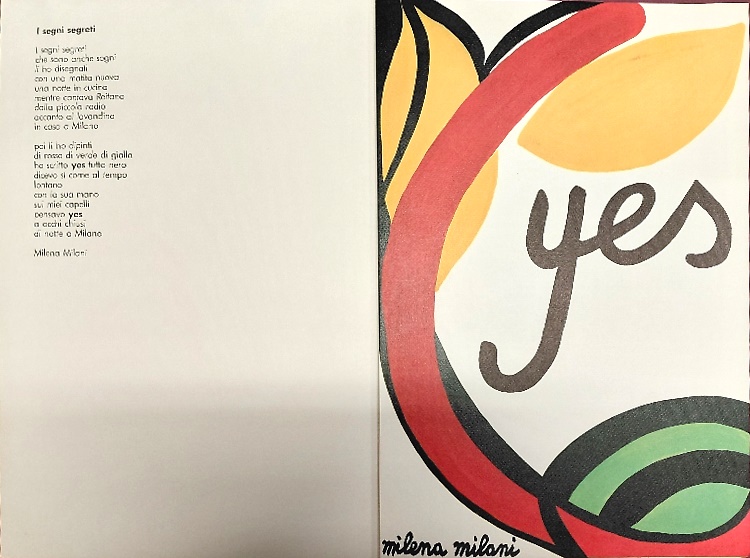 I segni segreti
I segni segreti
che sono anche sogni
li ho disegnati
con una matita nuova
una notte in cucina
mentre cantava Reitano
dalla piccola radio
accanto al lavandino
in casa a Milano
poi li ho dipinti
di rosso di verde di giallo
ho scritto yes tutto nero
dicevo sì come al tempo
lontano
con la sua mano
sui miei capelli
pensavo yes
a occhi chiusi
di notte a Milano
Milena Milani
yes
milena milani